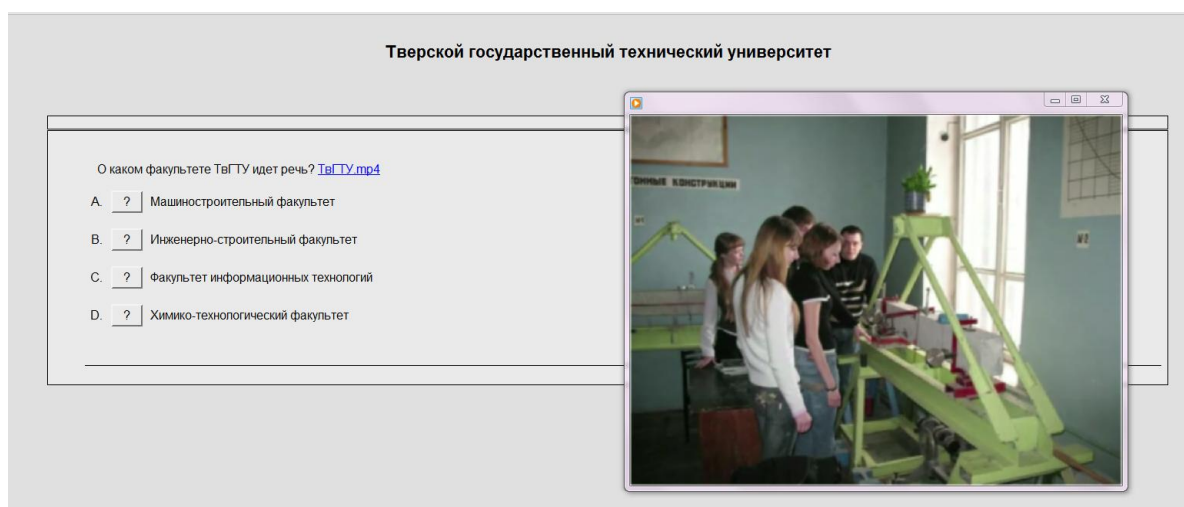 Тверской государственный технический университет
О каком факультете ТвГТУ идет речь? ТвГТУ.mp4
A. ? Машиностроительный факультет
B. ? Инженерно-строительный факультет
C. ? Факультет информационных технологий
D. ? Химико-технологический факультет
КОНСТРУКЦИИ